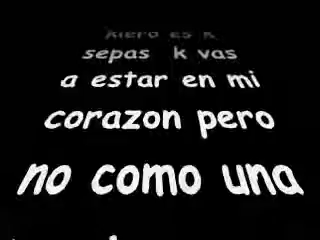 kiero es k
sepas k vas
a estar en mi
corazon pero
no como una